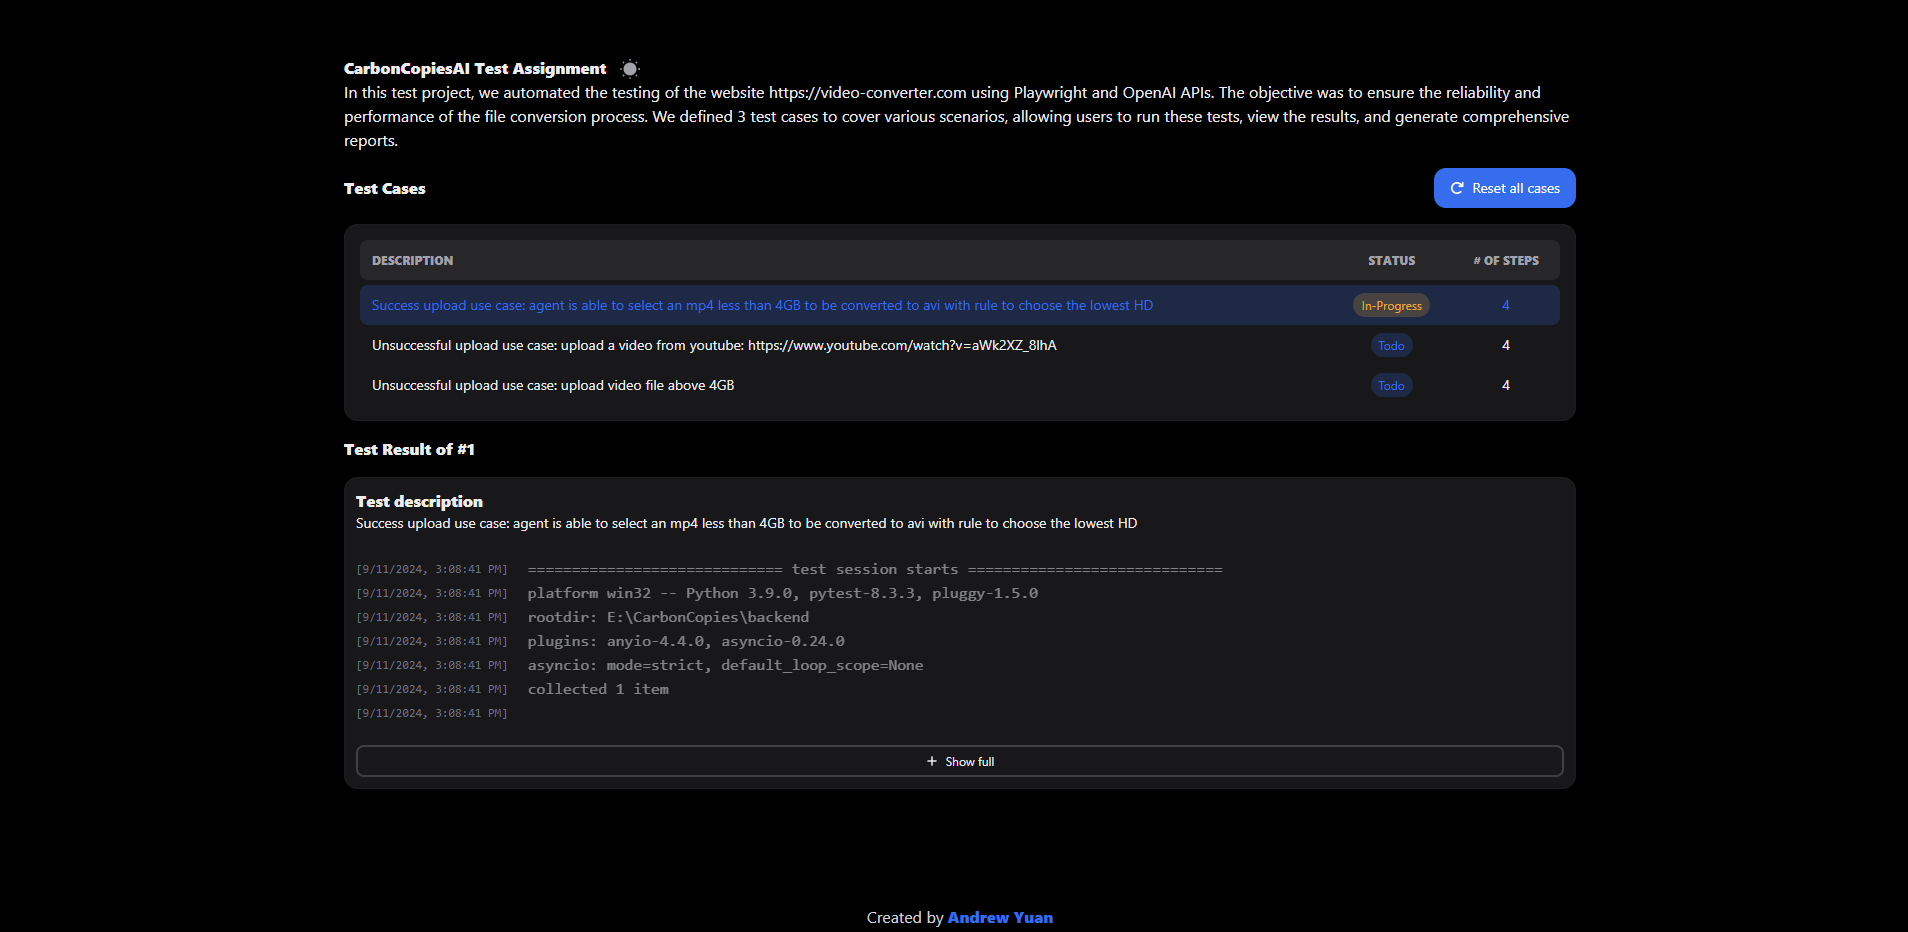 CarbonCopiesAI Test Assignment
In this test project, we automated the testing of the website https://video-converter.com using Playwright and OpenAI APIs. The objective was to ensure the reliability and
performance of the file conversion process. We defined 3 test cases to cover various scenarios, allowing users to run these tests, view the results, and generate comprehensive
reports.
Test Cases
Reset all cases
DESCRIPTION STATUS # OF STEPS
Success upload use case: agent is able to select an mp4 less than 4GB to be converted to avi with rule to choose the lowest HD In-Progress 4
Unsuccessful upload use case: upload a video from youtube: https://www.youtube.com/watch?v=aWk2XZ_8IhA Todo 4
Unsuccessful upload use case: upload video file above 4GB Todo 4
Test Result of #1
Test description
Success upload use case: agent is able to select an mp4 less than 4GB to be converted to avi with rule to choose the lowest HD
[9/11/2024, 3:08:41 PM] ============================= test session starts =============================
[9/11/2024, 3:08:41 PM] platform win32 -- Python 3.9.0, pytest-8.3.3, pluggy-1.5.0
[9/11/2024, 3:08:41 PM] rootdir: E:\CarbonCopies\backend
[9/11/2024, 3:08:41 PM] plugins: anyio-4.4.0, asyncio-0.24.0
[9/11/2024, 3:08:41 PM] asyncio: mode=strict, default_loop_scope=None
[9/11/2024, 3:08:41 PM] collected 1 item
[9/11/2024, 3:08:41 PM]
+ Show full
Created by Andrew Yuan